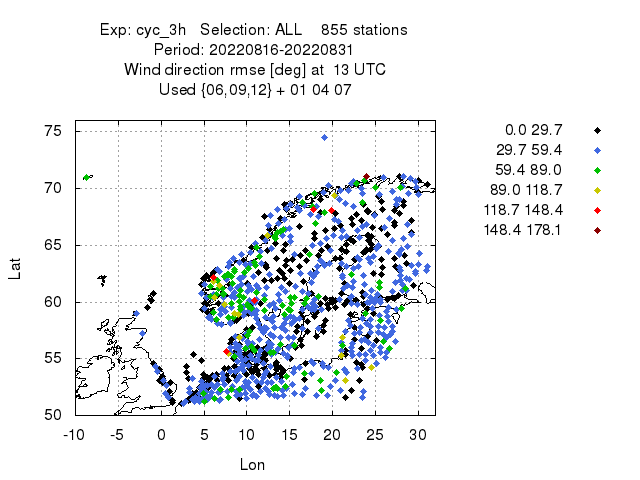 Exp: cyc_3h   Selection: ALL    855 stations
Period: 20220816-20220831
Wind direction rmse [deg] at  13 UTC
Used {06,09,12} + 01 04 07
0.0 29.7
29.7 59.4
59.4 89.0
89.0 118.7
118.7 148.4
148.4 178.1
Lat
75
70
65
60
55
50
-10 -5 0 5 10 15 20 25 30
Lon